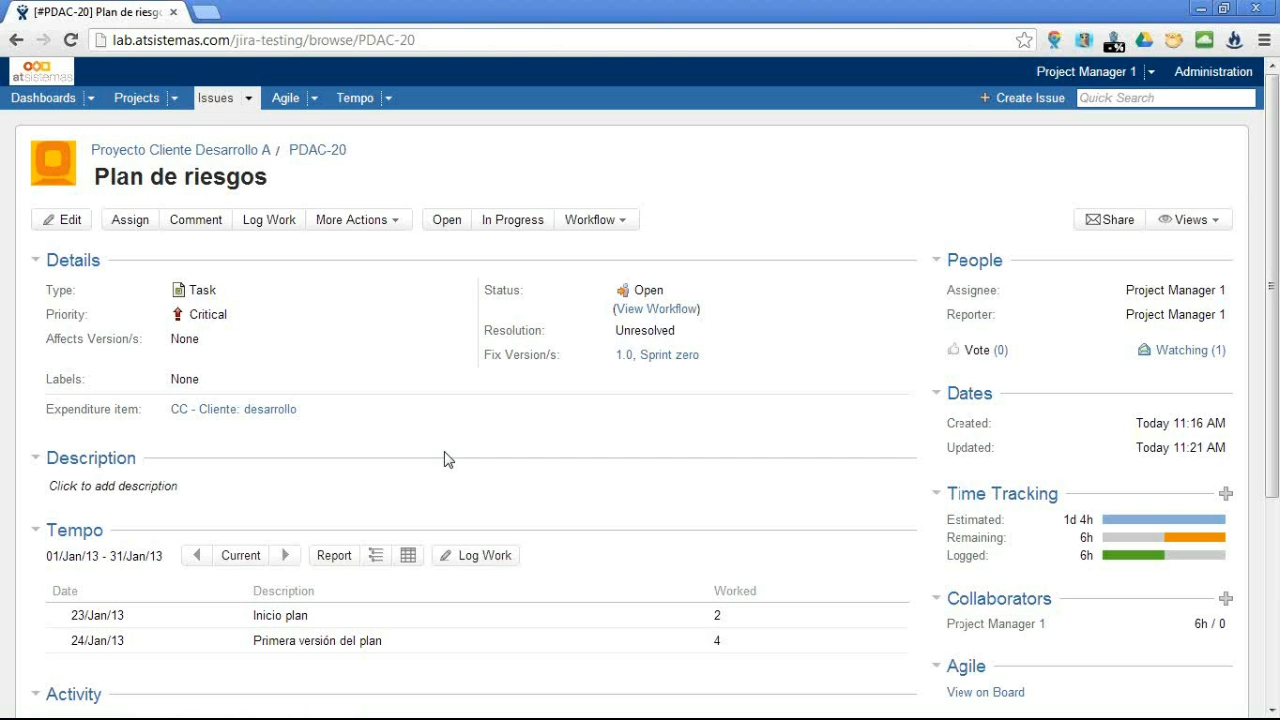 [#PDAC-20] Plan de riesgo
lab.atsistemas.com/jira-testing/browse/PDAC-20
atsistemas
Project Manager 1
Administration
Dashboards
Projects
Issues
Agile
Tempo
+ Create Issue
Quick Search
Proyecto Cliente Desarrollo A / PDAC-20
Plan de riesgos
Edit
Assign
Comment
Log Work
More Actions
Open
In Progress
Workflow
Share
Views
Details
Type: Task
Priority: Critical
Affects Version/s: None
Labels: None
Expenditure item: CC - Cliente: desarrollo
Status: Open
(View Workflow)
Resolution: Unresolved
Fix Version/s: 1.0, Sprint zero
Description
Click to add description
Tempo
01/Jan/13 - 31/Jan/13
Current
Report
Log Work
Date Description Worked
23/Jan/13 Inicio plan 2
24/Jan/13 Primera versión del plan 4
Activity
People
Assignee: Project Manager 1
Reporter: Project Manager 1
Vote (0)
Watching (1)
Dates
Created: Today 11:16 AM
Updated: Today 11:21 AM
Time Tracking
Estimated: 1d 4h
Remaining: 6h
Logged: 6h
Collaborators
Project Manager 1 6h / 0
Agile
View on Board